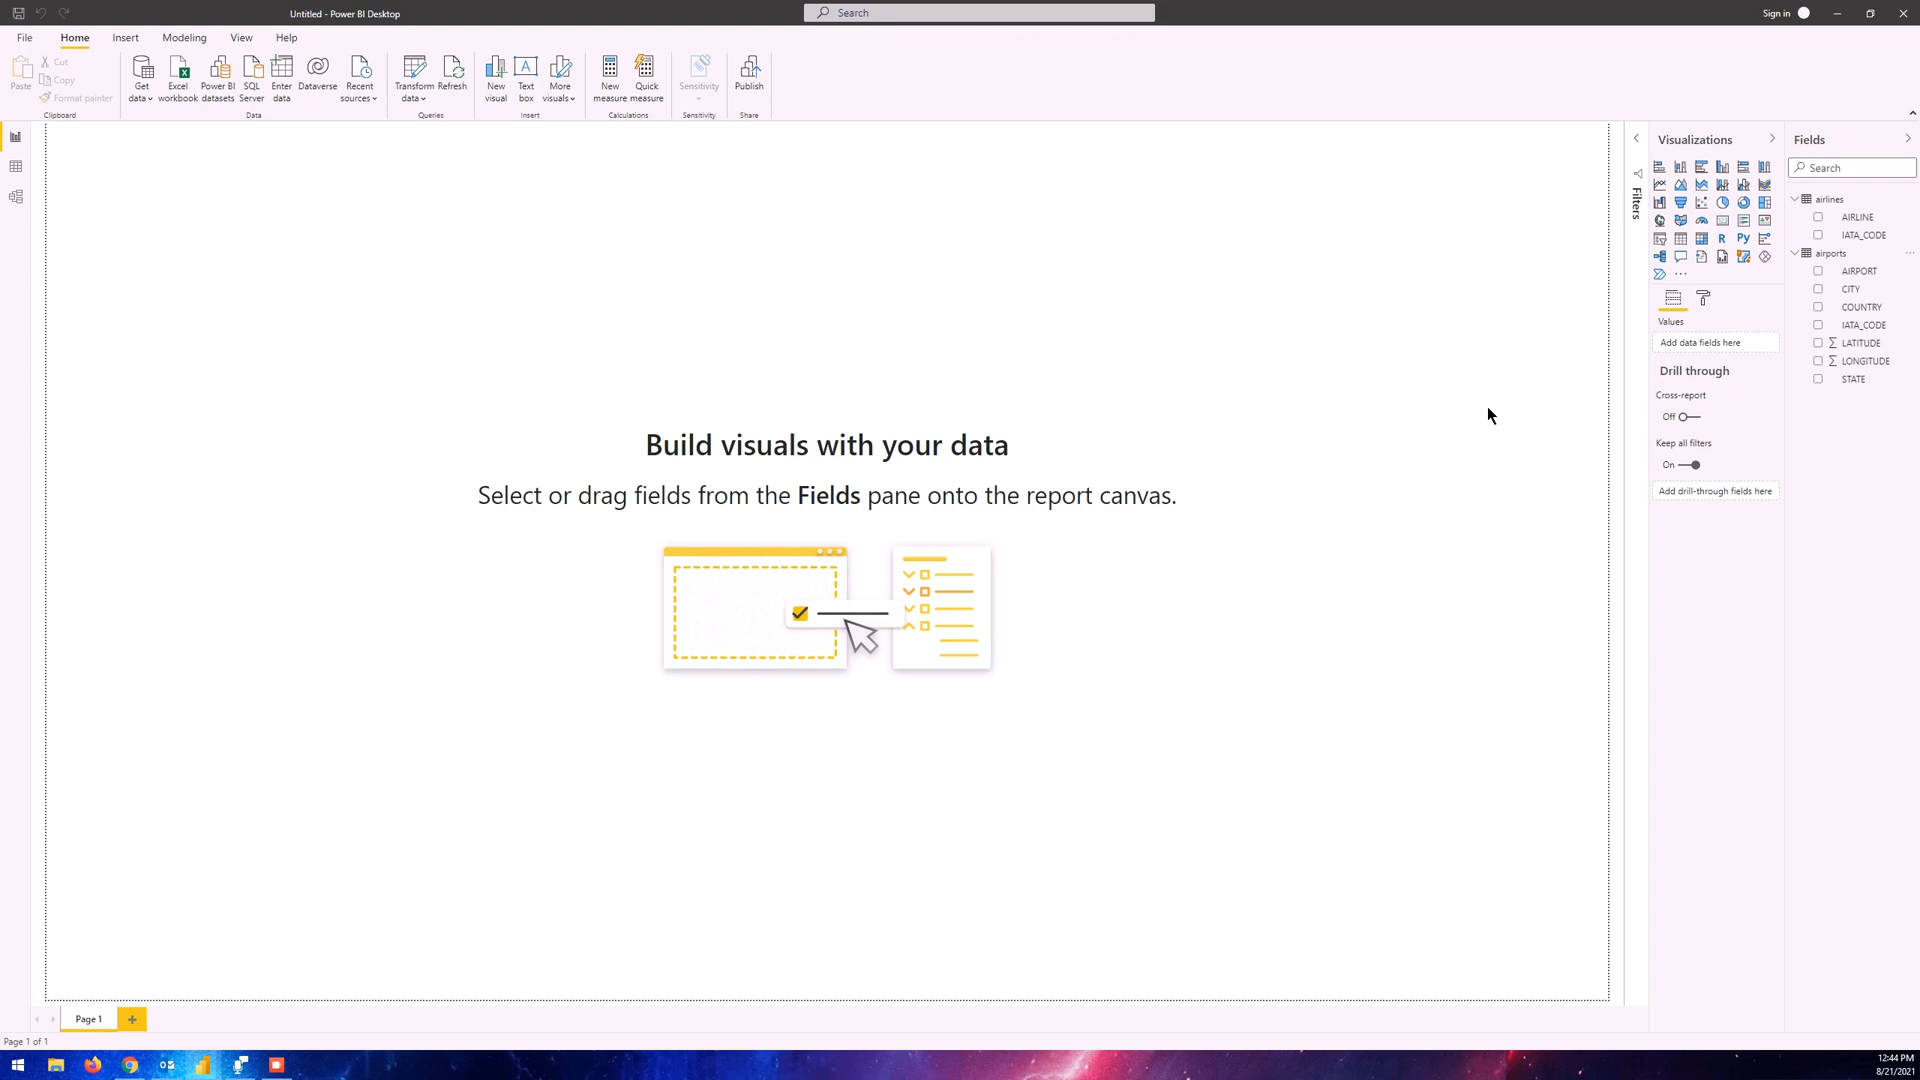 Untitled - Power BI Desktop
Search
Sign in
File
Home
Insert
Modeling
View
Help
Paste
Cut
Copy
Format painter
Clipboard
Get data
Excel workbook
Power BI datasets
SQL Server
Enter data
Dataverse
Recent sources
Data
Transform data
Refresh
Queries
New visual
Text box
More visuals
Insert
New measure
Quick measure
Calculations
Sensitivity
Sensitivity
Publish
Share
Build visuals with your data
Select or drag fields from the Fields pane onto the report canvas.
Filters
Visualizations
R
Py
Values
Add data fields here
Drill through
Cross-report
Off
Keep all filters
On
Add drill-through fields here
Fields
Search
airlines
AIRLINE
IATA_CODE
airports
AIRPORT
CITY
COUNTRY
IATA_CODE
LATITUDE
LONGITUDE
STATE
Page 1
Page 1 of 1
12:44 PM
8/21/2021